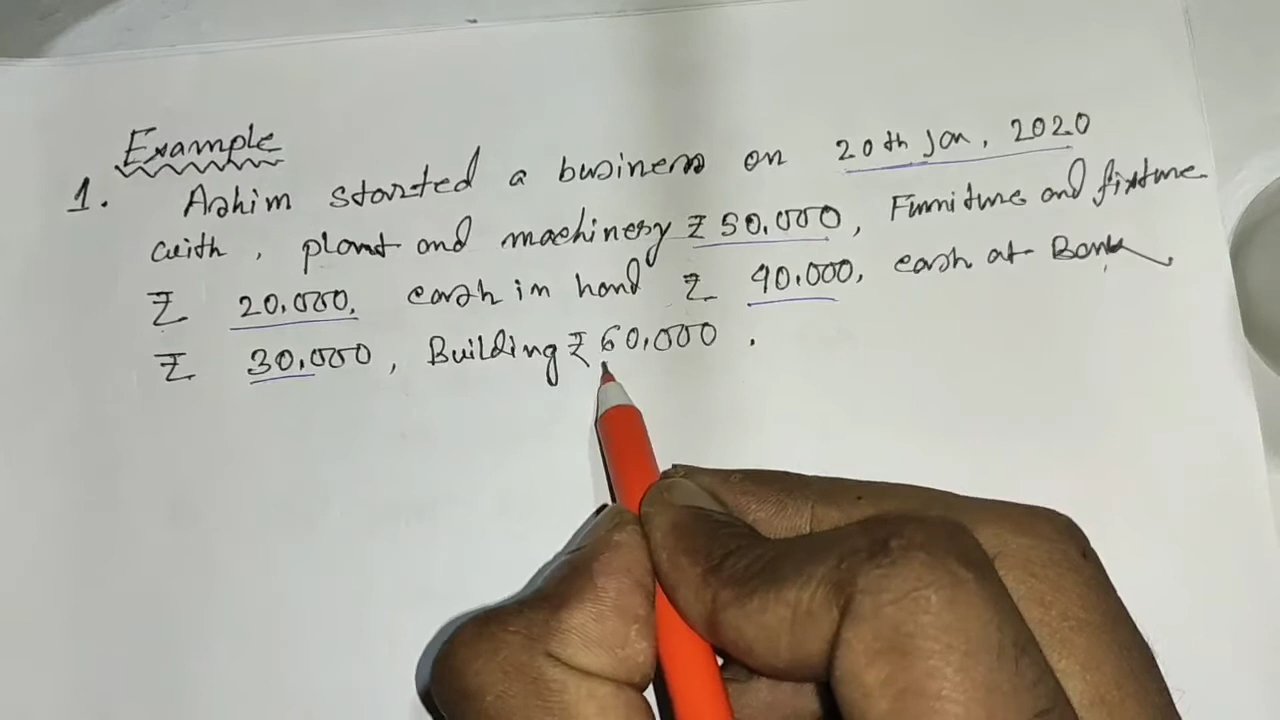 Example
1. Ashim started a business on 20th Jan, 2020
with, plant and machinery ₹ 50,000, Furniture and fixture
₹ 20,000, cash in hand ₹ 40,000, cash at Bank
₹ 30,000, Building ₹ 60,000.